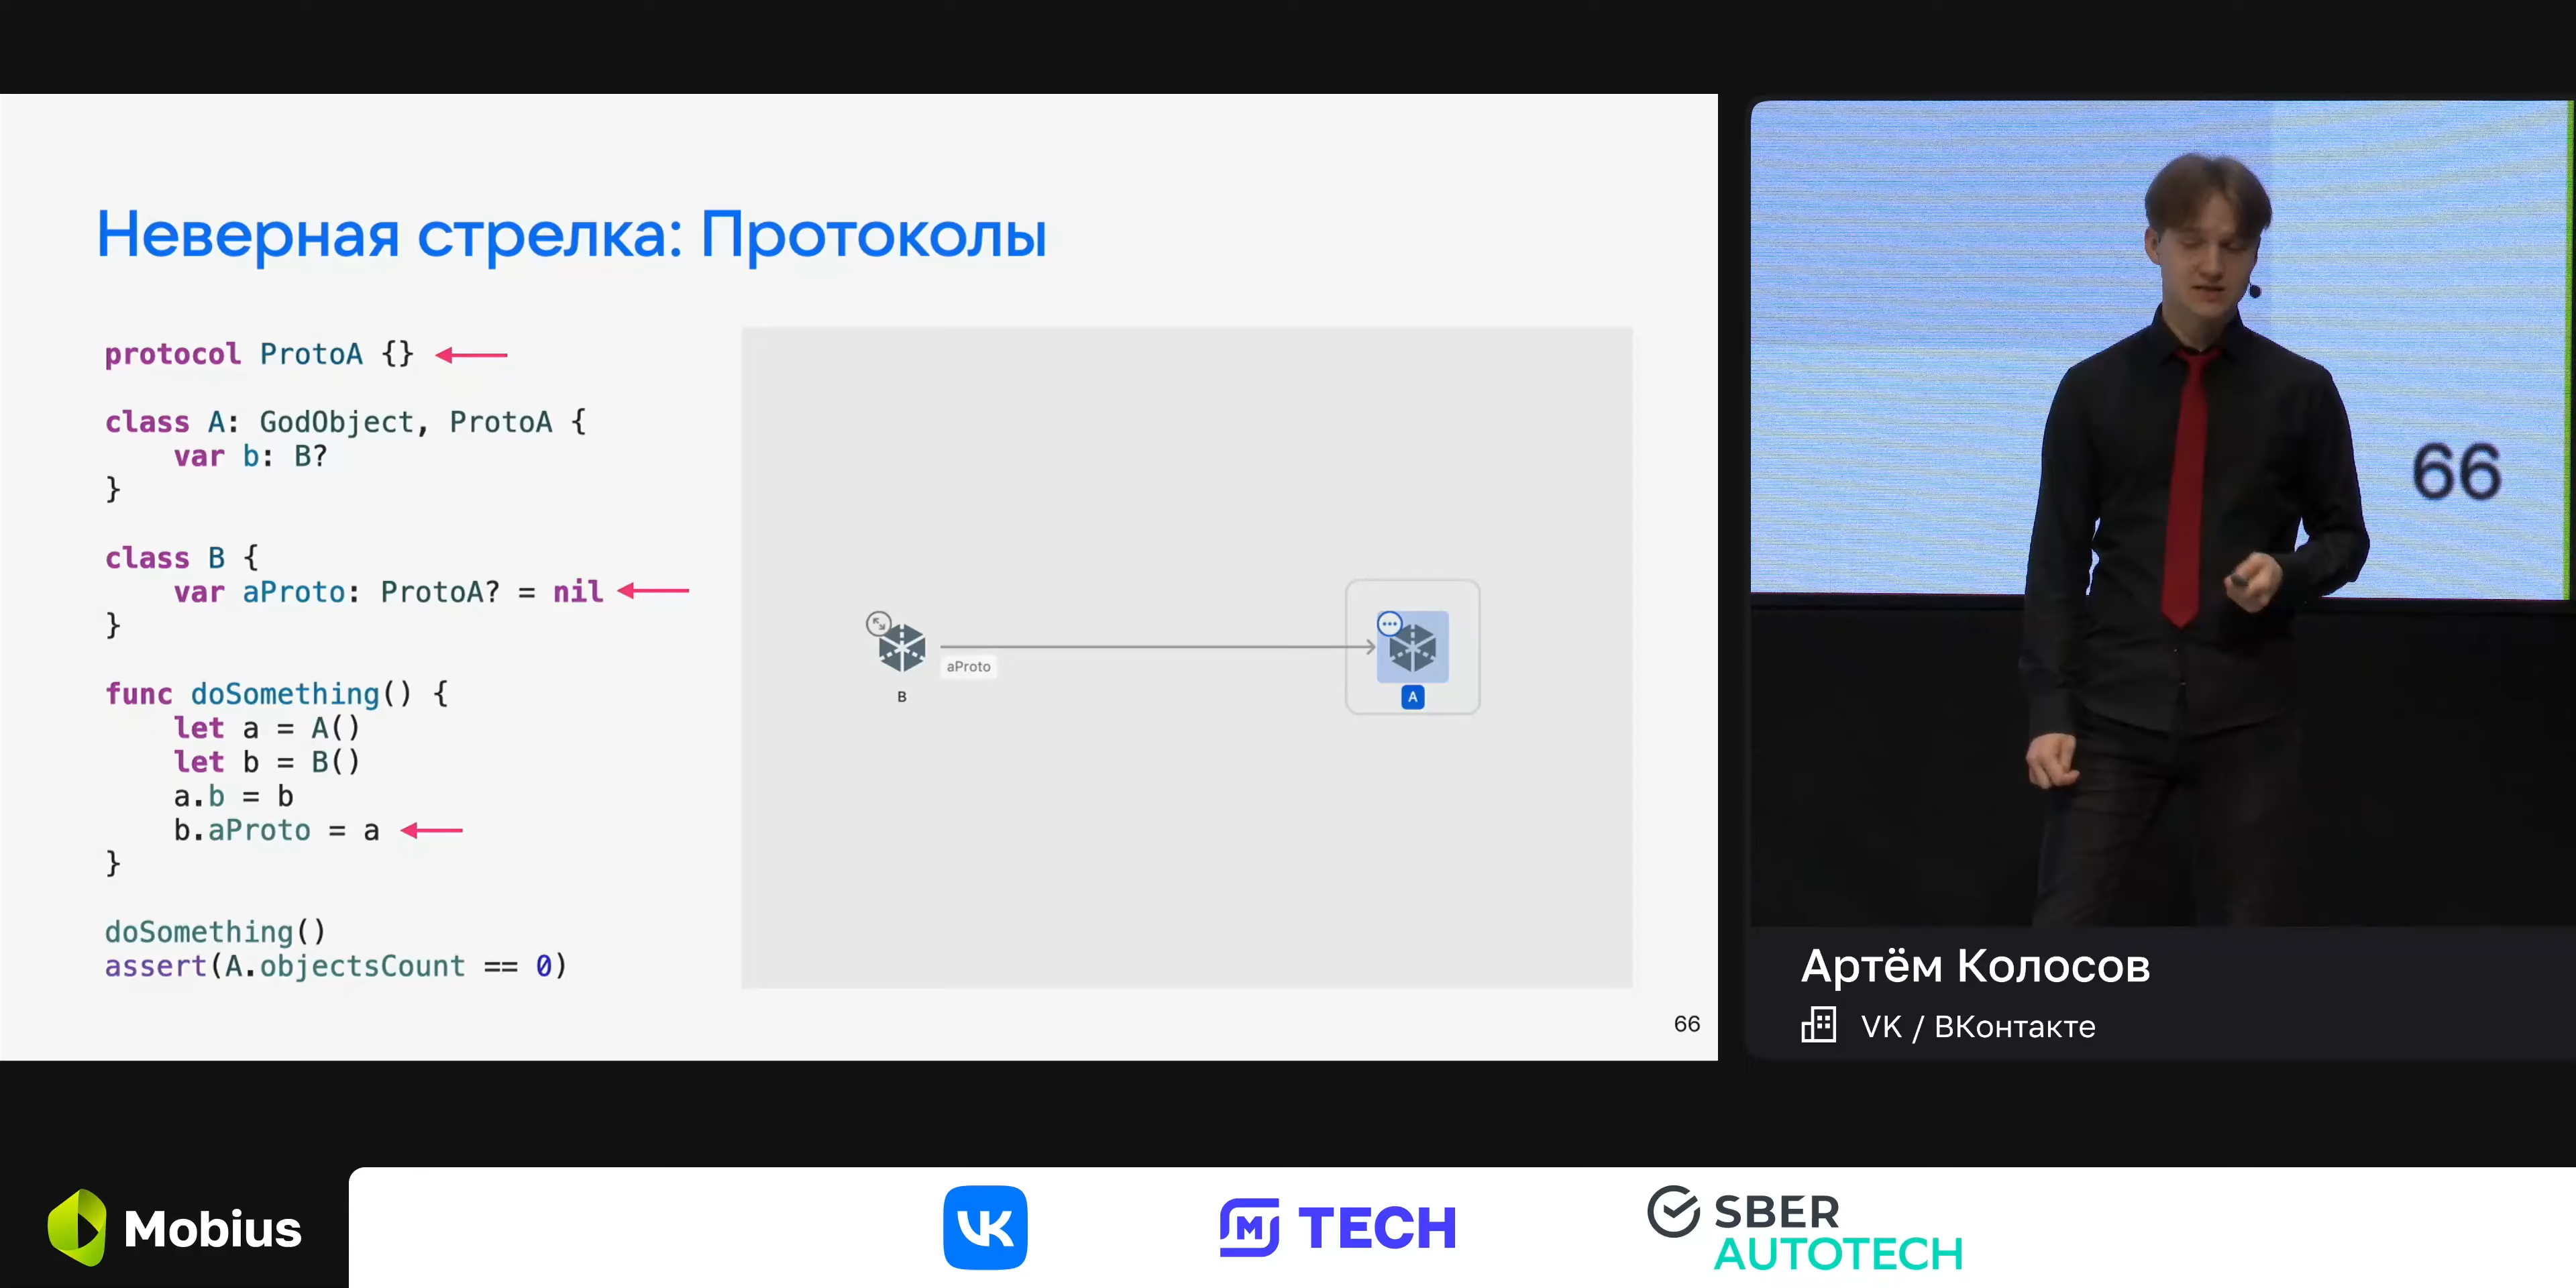 Неверная стрелка: Протоколы
protocol ProtoA {}
class A: GodObject, ProtoA {
var b: B?
}
class B {
var aProto: ProtoA? = nil
}
func doSomething() {
let a = A()
let b = B()
a.b = b
b.aProto = a
}
doSomething()
assert(A.objectsCount == 0)
aProto
B
A
66
66
Артём Колосов
VK / ВКонтакте
Mobius
VK
M TECH
SBER
AUTOTECH